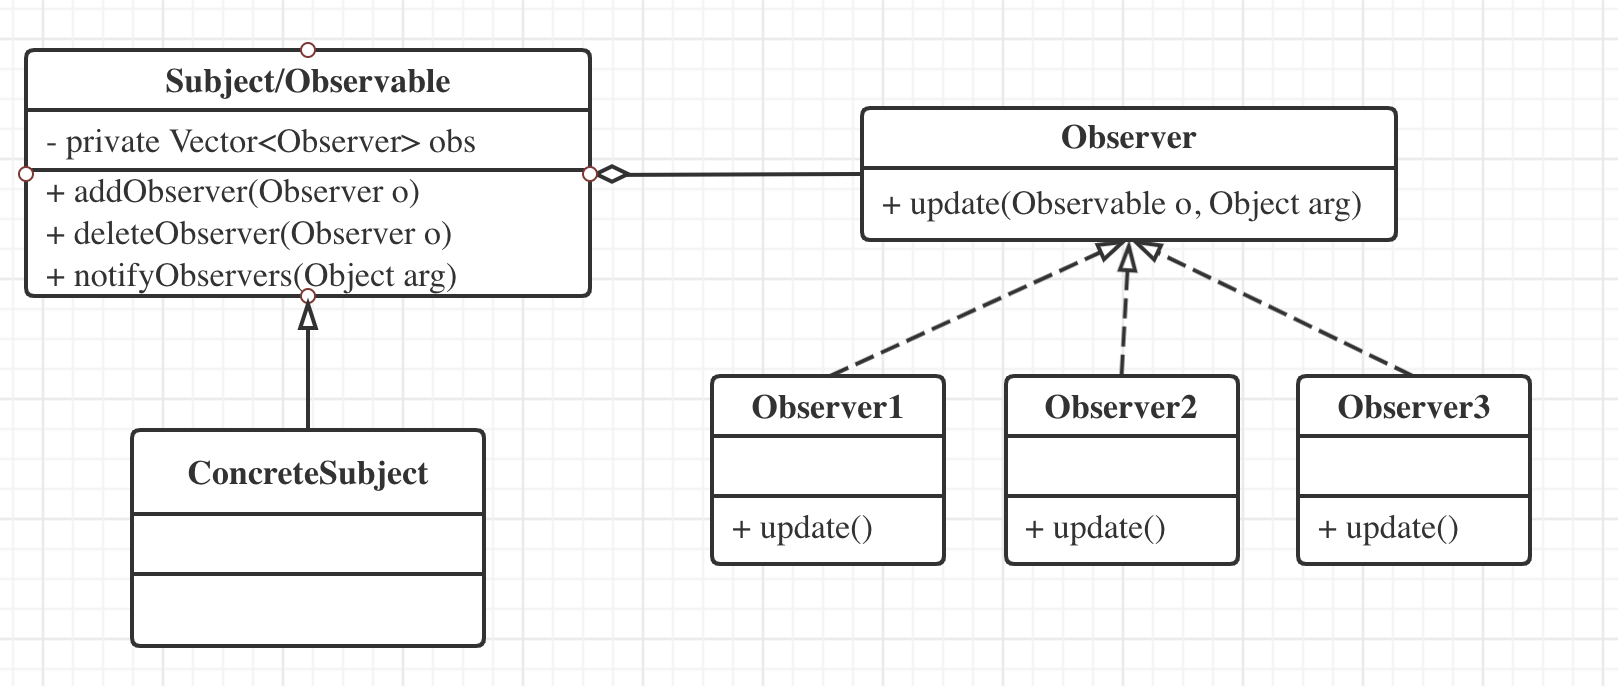 Subject/Observable
- private Vector<Observer> obs
+ addObserver(Observer o)
+ deleteObserver(Observer o)
+ notifyObservers(Object arg)
Observer
+ update(Observable o, Object arg)
ConcreteSubject
Observer1
+ update()
Observer2
+ update()
Observer3
+ update()